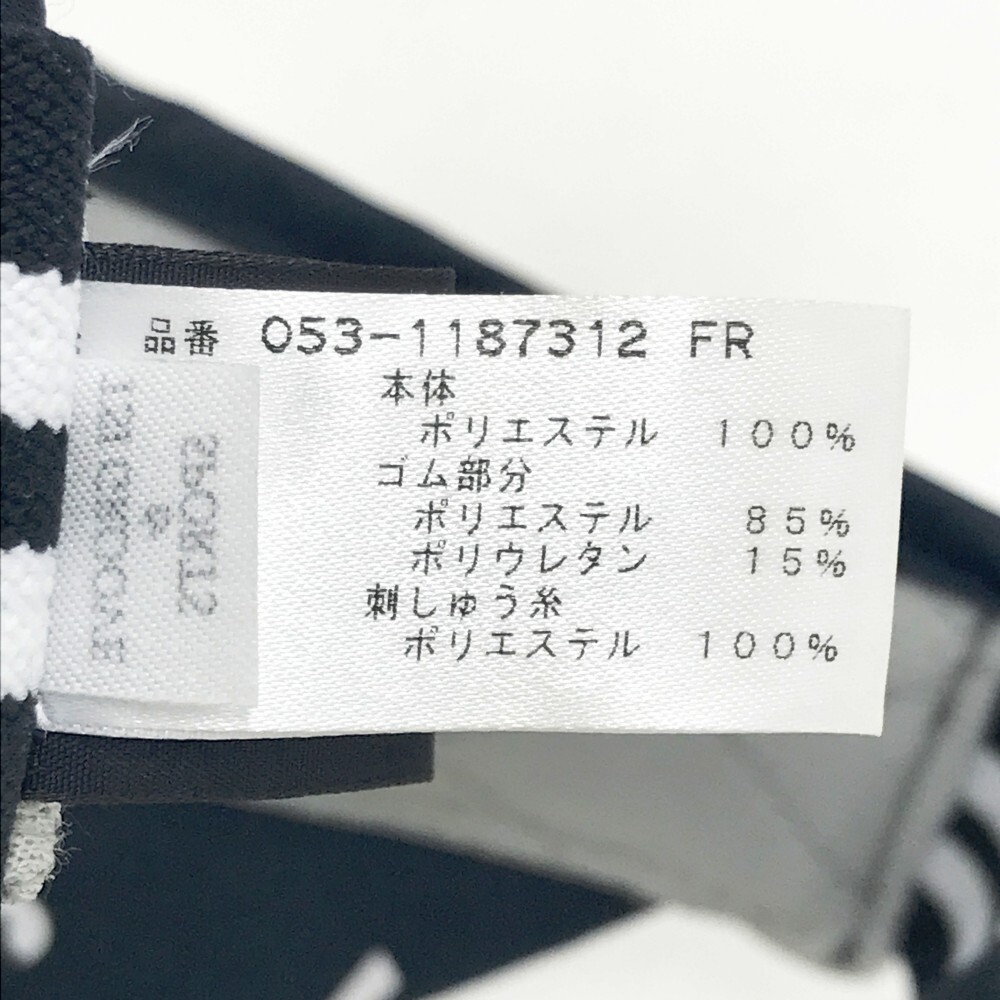 品番 053-1187312 FR
本体
ポリエステル 100%
ゴム部分
ポリエステル 85%
ポリウレタン 15%
刺しゅう糸
ポリエステル 100%